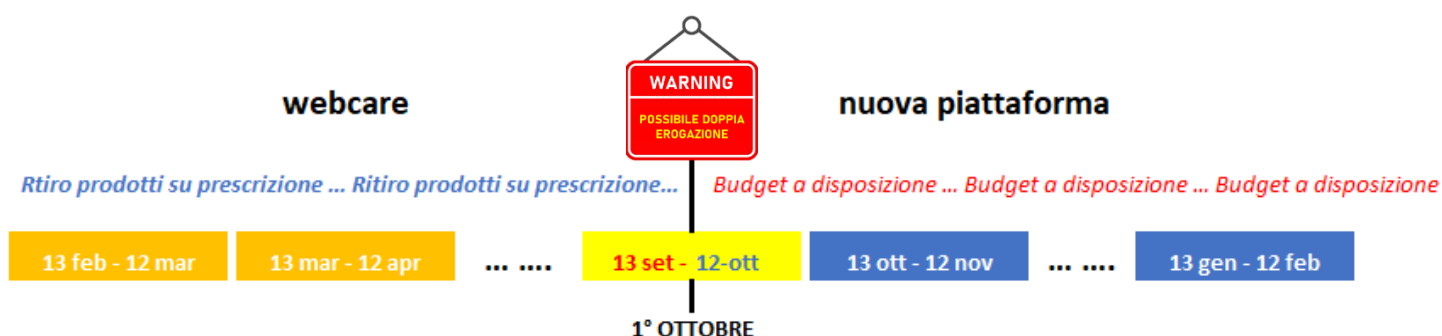 WARNING
POSSIBILE DOPPIA
EROGAZIONE
webcare
nuova piattaforma
Rtiro prodotti su prescrizione ... Ritiro prodotti su prescrizione...
Budget a disposizione ... Budget a disposizione ... Budget a disposizione
13 feb - 12 mar
13 mar - 12 apr
... ....
13 set - 12-ott
13 ott - 12 nov
... ....
13 gen - 12 feb
1° OTTOBRE